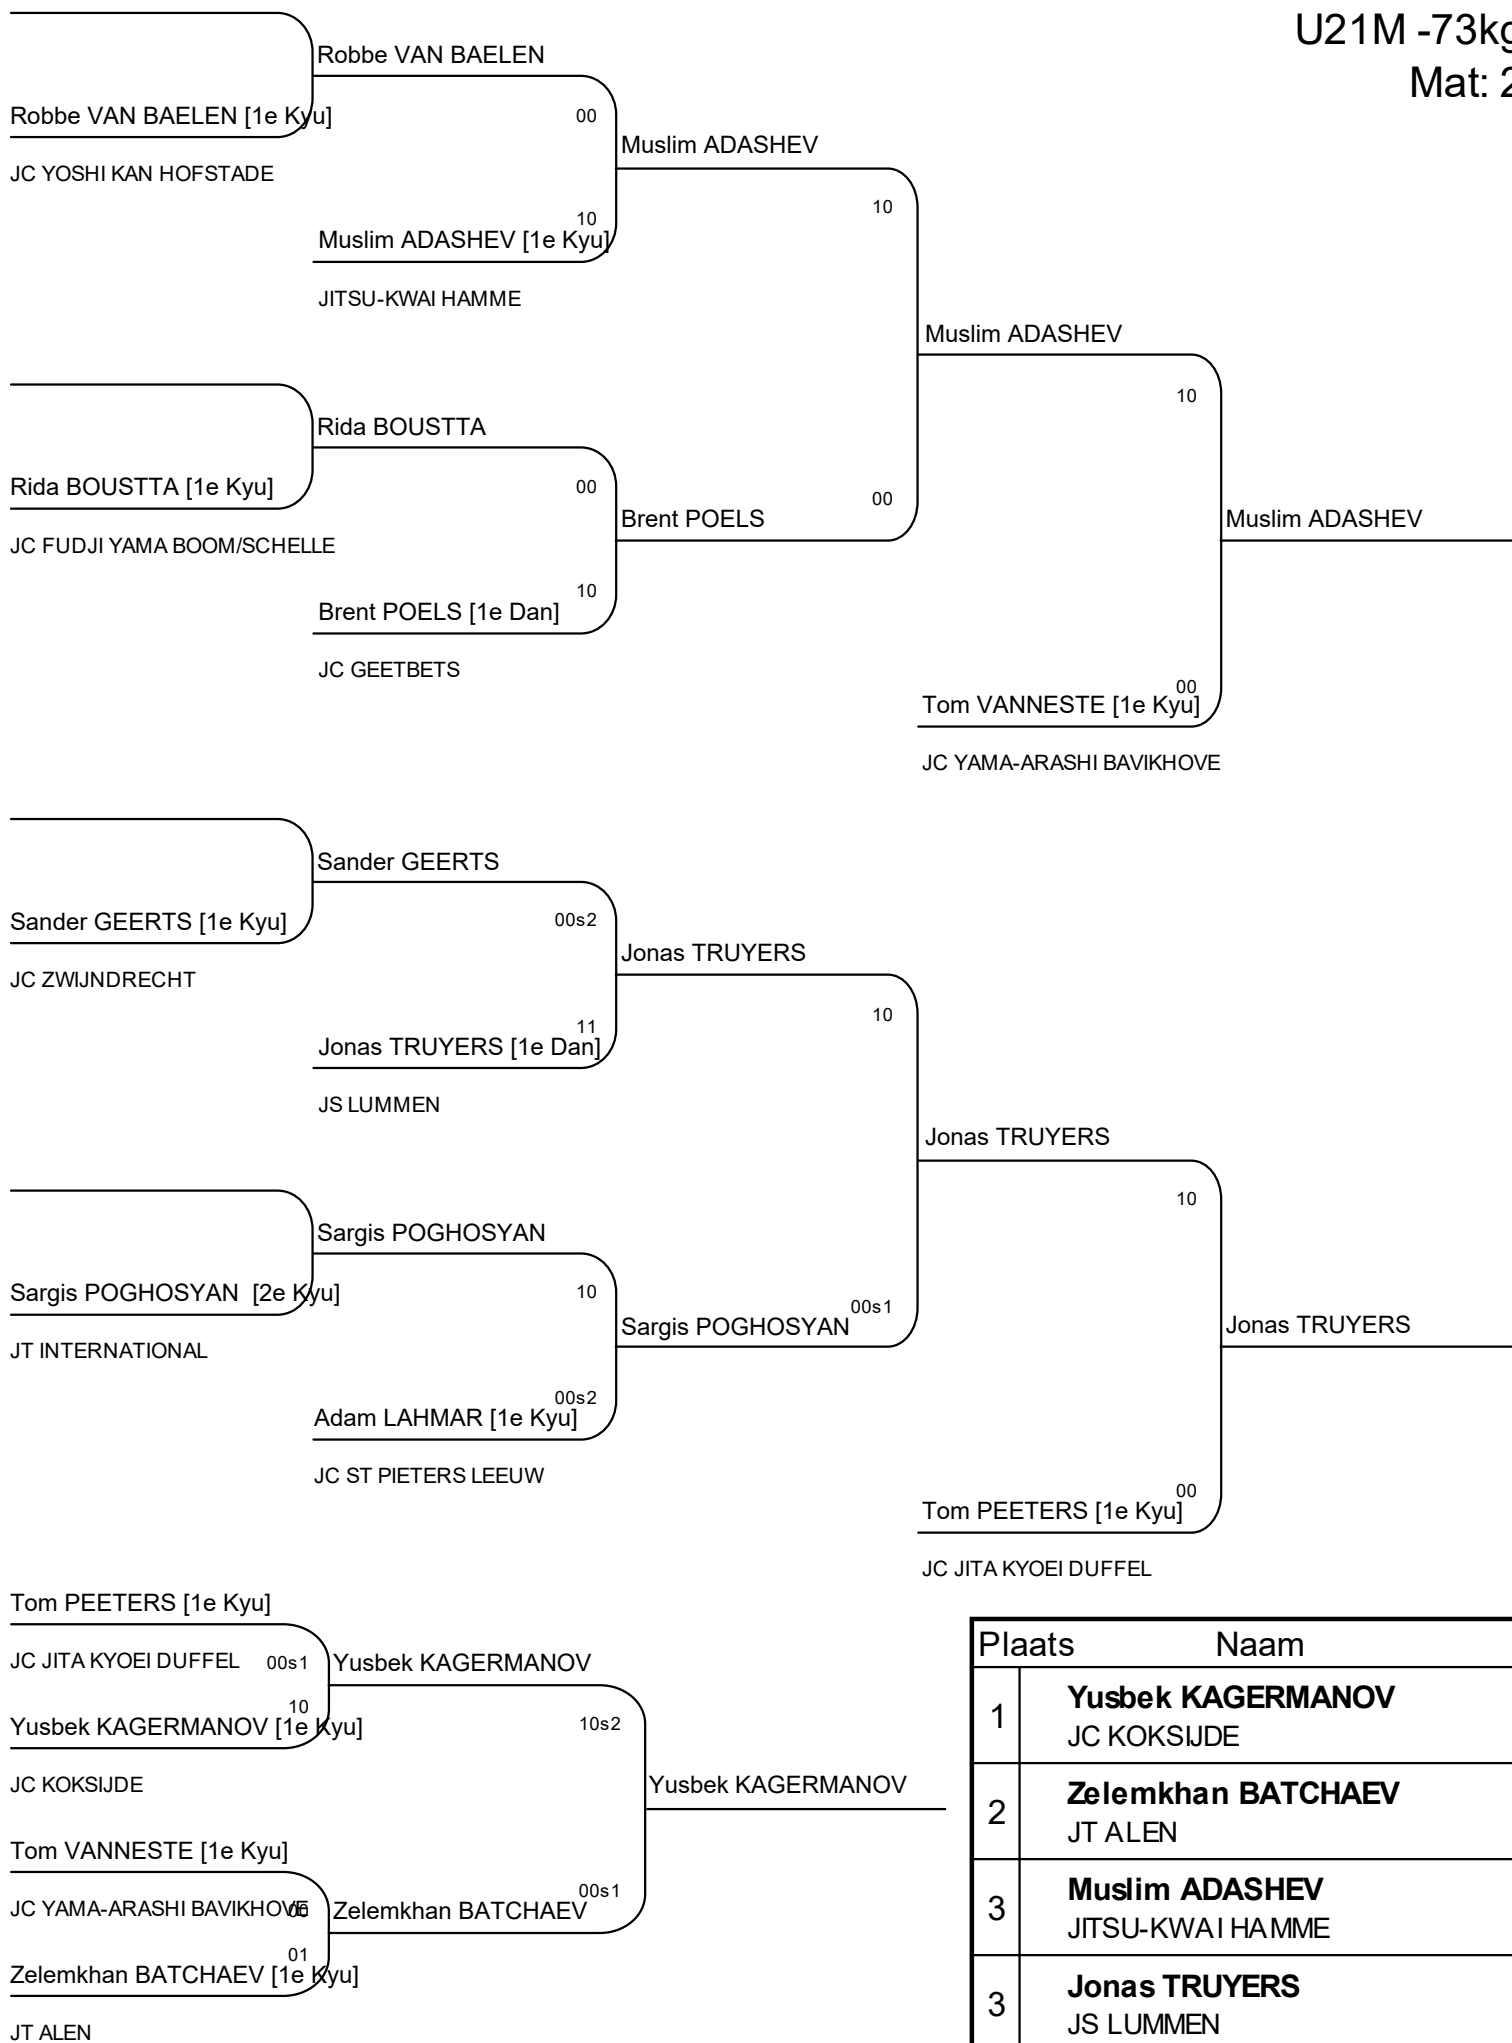 U21M -73kg
Mat: 2
Robbe VAN BAELEN
Robbe VAN BAELEN [1e Kyu]
00
Muslim ADASHEV
JC YOSHI KAN HOFSTADE
10
10
Muslim ADASHEV [1e Kyu]
JITSU-KWAI HAMME
Muslim ADASHEV
10
Rida BOUSTTA
Rida BOUSTTA [1e Kyu]
00
00
Brent POELS
Muslim ADASHEV
JC FUDJI YAMA BOOM/SCHELLE
10
Brent POELS [1e Dan]
JC GEETBETS
00
Tom VANNESTE [1e Kyu]
JC YAMA-ARASHI BAVIKHOVE
Sander GEERTS
Sander GEERTS [1e Kyu]
00s2
Jonas TRUYERS
JC ZWIJNDRECHT
10
11
Jonas TRUYERS [1e Dan]
JS LUMMEN
Jonas TRUYERS
10
Sargis POGHOSYAN
Sargis POGHOSYAN [2e Kyu]
10
00s1
Sargis POGHOSYAN
Jonas TRUYERS
JT INTERNATIONAL
00s2
Adam LAHMAR [1e Kyu]
JC ST PIETERS LEEUW
00
Tom PEETERS [1e Kyu]
JC JITA KYOEI DUFFEL
Tom PEETERS [1e Kyu]
JC JITA KYOEI DUFFEL
00s1
Yusbek KAGERMANOV
10
Yusbek KAGERMANOV [1e Kyu]
10s2
JC KOKSIJDE
Yusbek KAGERMANOV
Tom VANNESTE [1e Kyu]
JC YAMA-ARASHI BAVIKHOVE
00
00s1
Zelemkhan BATCHAEV
01
Zelemkhan BATCHAEV [1e Kyu]
JT ALEN
Plaats Naam
1 Yusbek KAGERMANOV
JC KOKSIJDE
2 Zelemkhan BATCHAEV
JT ALEN
3 Muslim ADASHEV
JITSU-KWAI HAMME
3 Jonas TRUYERS
JS LUMMEN